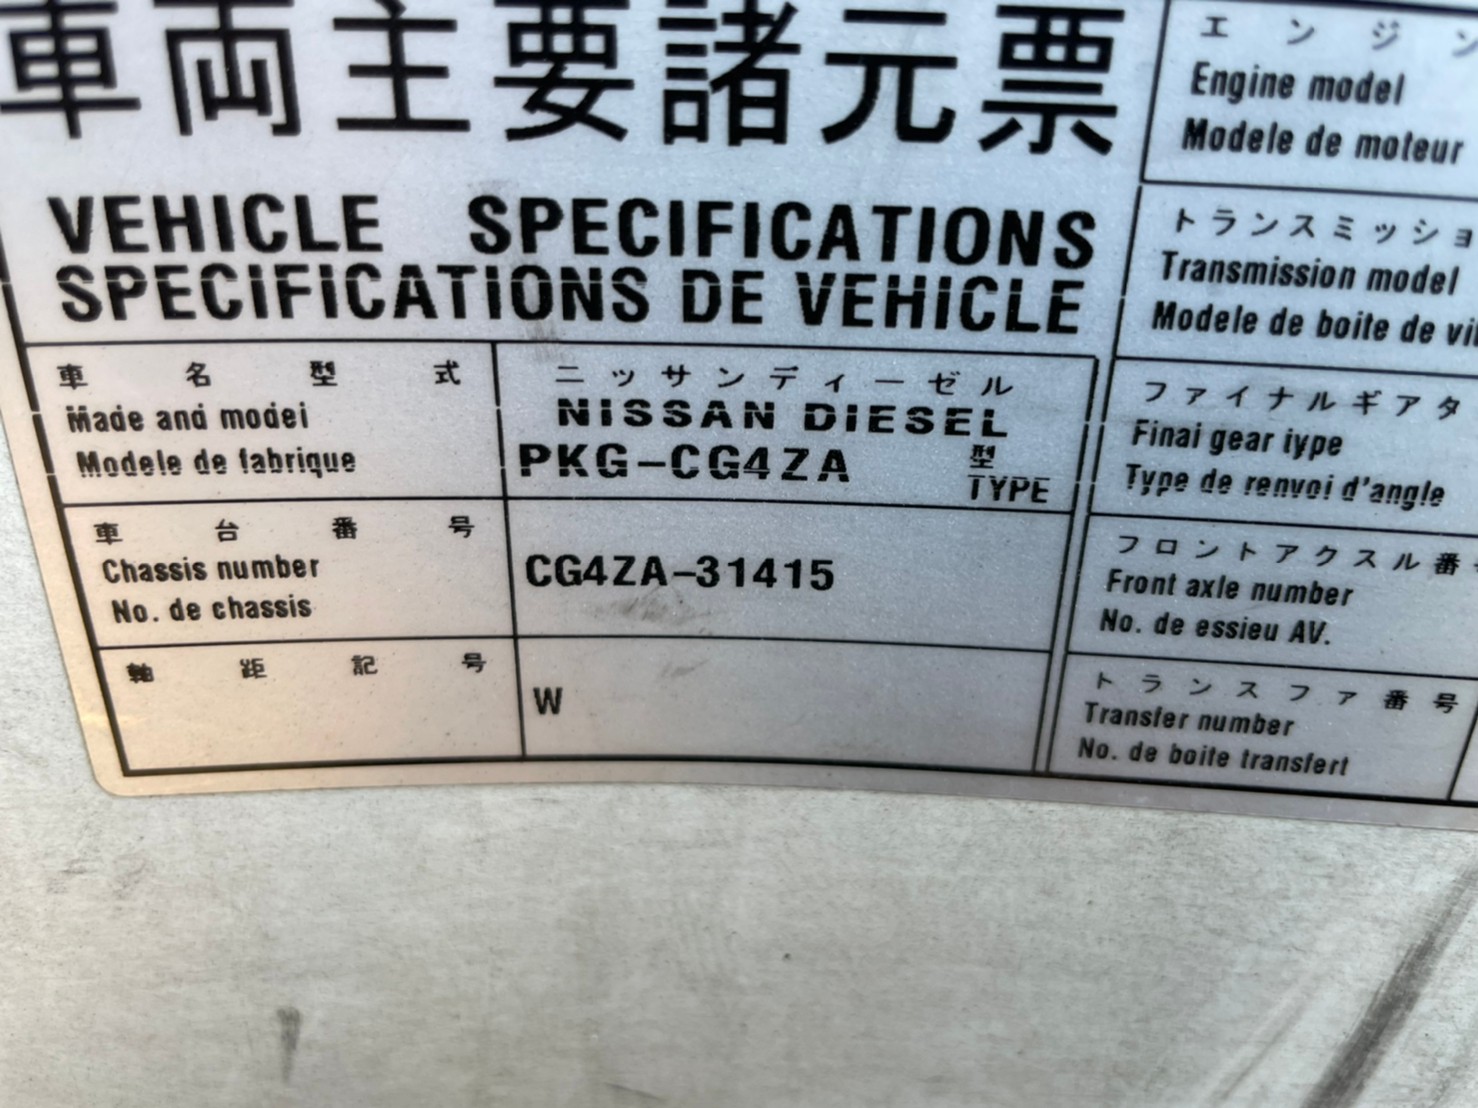 車両主要諸元票
VEHICLE SPECIFICATIONS
SPECIFICATIONS DE VEHICLE
車名型式
Made and model
Modele de fabrique
ニッサンディーゼル
NISSAN DIESEL
PKG-CG4ZA 型
TYPE
車台番号
Chassis number
No. de chassis
CG4ZA-31415
軸距記号
W
エンジン
Engine model
Modele de moteur
トランスミッショ
Transmission model
Modele de boite de vi
ファイナルギアタ
Final gear type
Type de renvoi d'angle
フロントアクスル番
Front axle number
No. de essieu AV.
トランスファ番号
Transfer number
No. de boite transfert